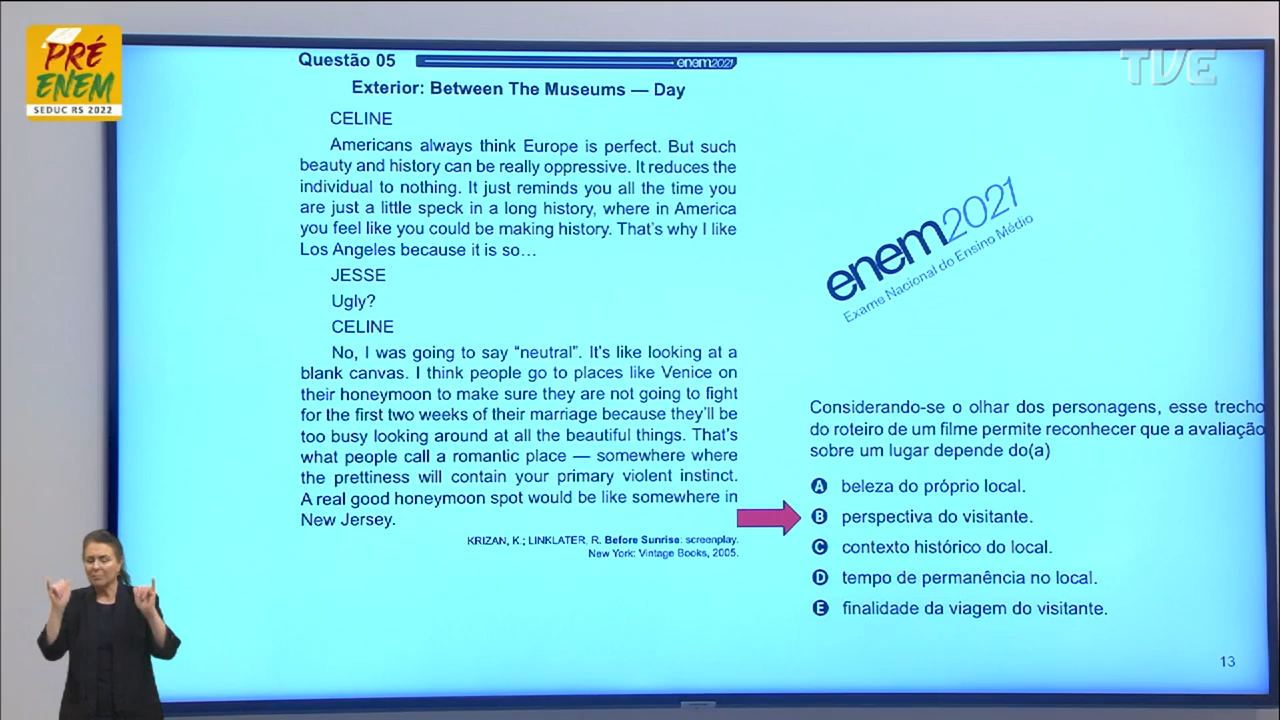 PRÉ
ENEM
SEDUC RS 2022
TVE
Questão 05
enem2021
Exterior: Between The Museums — Day
CELINE
Americans always think Europe is perfect. But such
beauty and history can be really oppressive. It reduces the
individual to nothing. It just reminds you all the time you
are just a little speck in a long history, where in America
you feel like you could be making history. That's why I like
Los Angeles because it is so…
JESSE
Ugly?
CELINE
No, I was going to say “neutral”. It's like looking at a
blank canvas. I think people go to places like Venice on
their honeymoon to make sure they are not going to fight
for the first two weeks of their marriage because they'll be
too busy looking around at all the beautiful things. That's
what people call a romantic place — somewhere where
the prettiness will contain your primary violent instinct.
A real good honeymoon spot would be like somewhere in
New Jersey.
KRIZAN, K.; LINKLATER, R. Before Sunrise: screenplay.
New York: Vintage Books, 2005.
enem2021
Exame Nacional do Ensino Médio
Considerando-se o olhar dos personagens, esse trecho
do roteiro de um filme permite reconhecer que a avaliação
sobre um lugar depende do(a)
A beleza do próprio local.
B perspectiva do visitante.
C contexto histórico do local.
D tempo de permanência no local.
E finalidade da viagem do visitante.
13